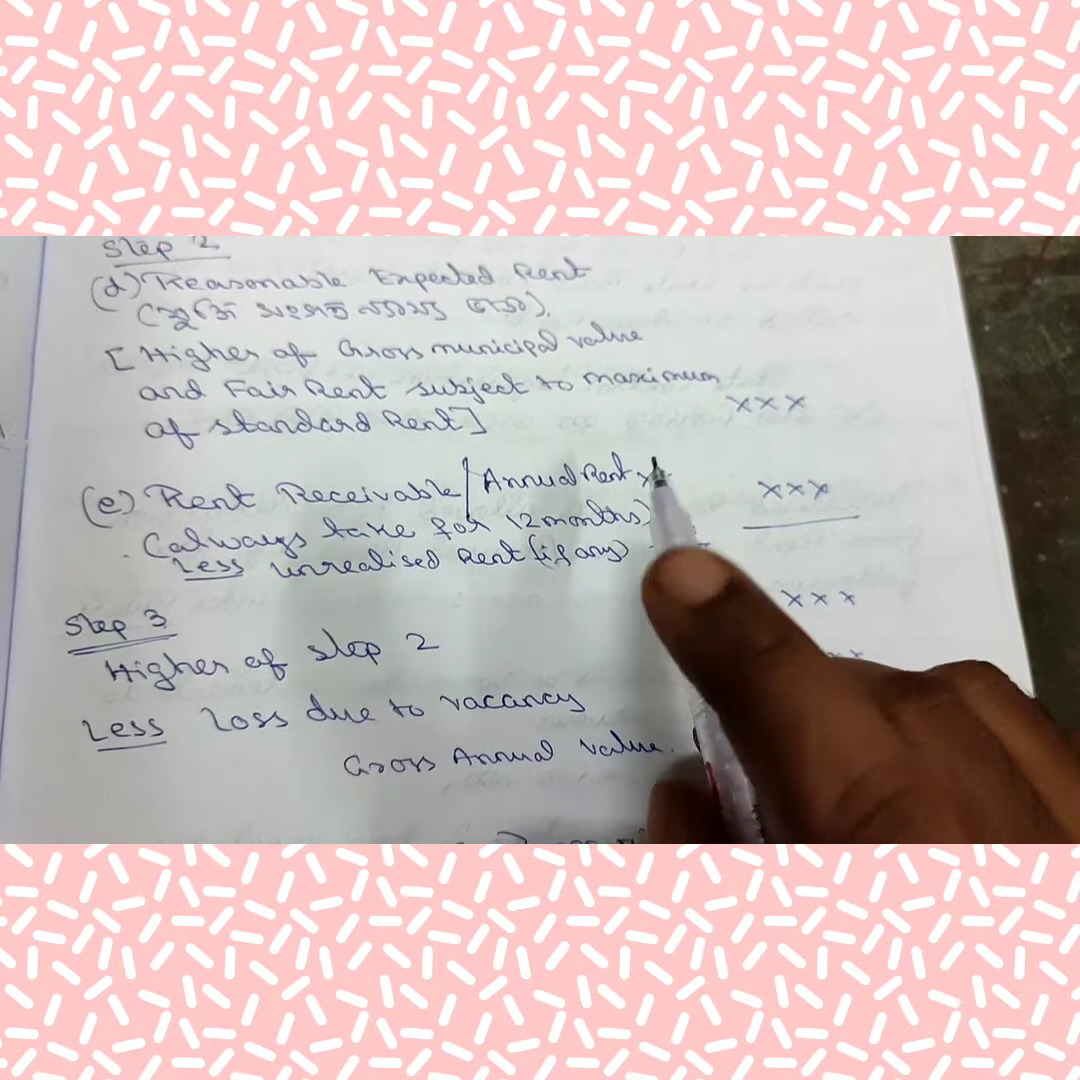 Step 2
(d) Reasonable Expected Rent
(যুক্তি সংগত ন্যায্য ভাড়া).
[Higher of Gross municipal value
and Fair Rent subject to maximum
of standard Rent] xxx
(e) Rent Receivable / Annual Rent xxx
(always take for 12 months)
Less unrealised Rent (if any)
xxx
Step 3
Higher of step 2
Less Loss due to vacancy
Gross Annual value.